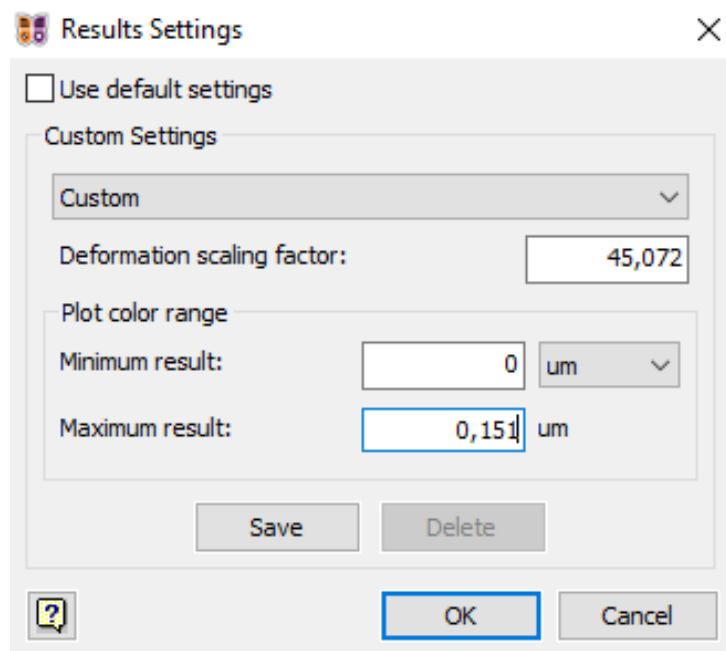 Results Settings
Use default settings
Custom Settings
Custom
Deformation scaling factor: 45,072
Plot color range
Minimum result: 0 um
Maximum result: 0,151 um
Save Delete
? OK Cancel